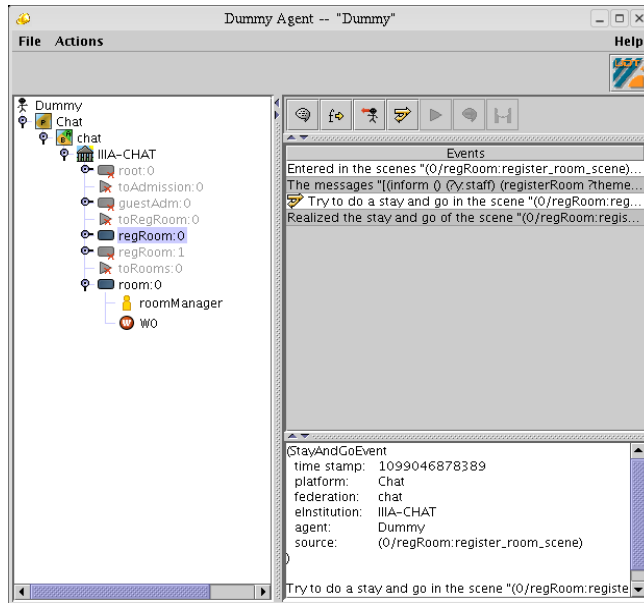 Dummy Agent -- "Dummy"
File Actions Help
Dummy
Chat
chat
IIIA-CHAT
root:0
toAdmission:0
guestAdm:0
toRegRoom:0
regRoom:0
regRoom:1
toRooms:0
room:0
roomManager
W0
Events
Entered in the scenes "(0/regRoom:register_room_scene)...
The messages "[(inform () (?y:staff) (registerRoom ?theme...
Try to do a stay and go in the scene "(0/regRoom:reg...
Realized the stay and go of the scene "(0/regRoom:regis...
(StayAndGoEvent
time stamp: 1099046878389
platform: Chat
federation: chat
eInstitution: IIIA-CHAT
agent: Dummy
source: (0/regRoom:register_room_scene)
)
Try to do a stay and go in the scene "(0/regRoom:registe